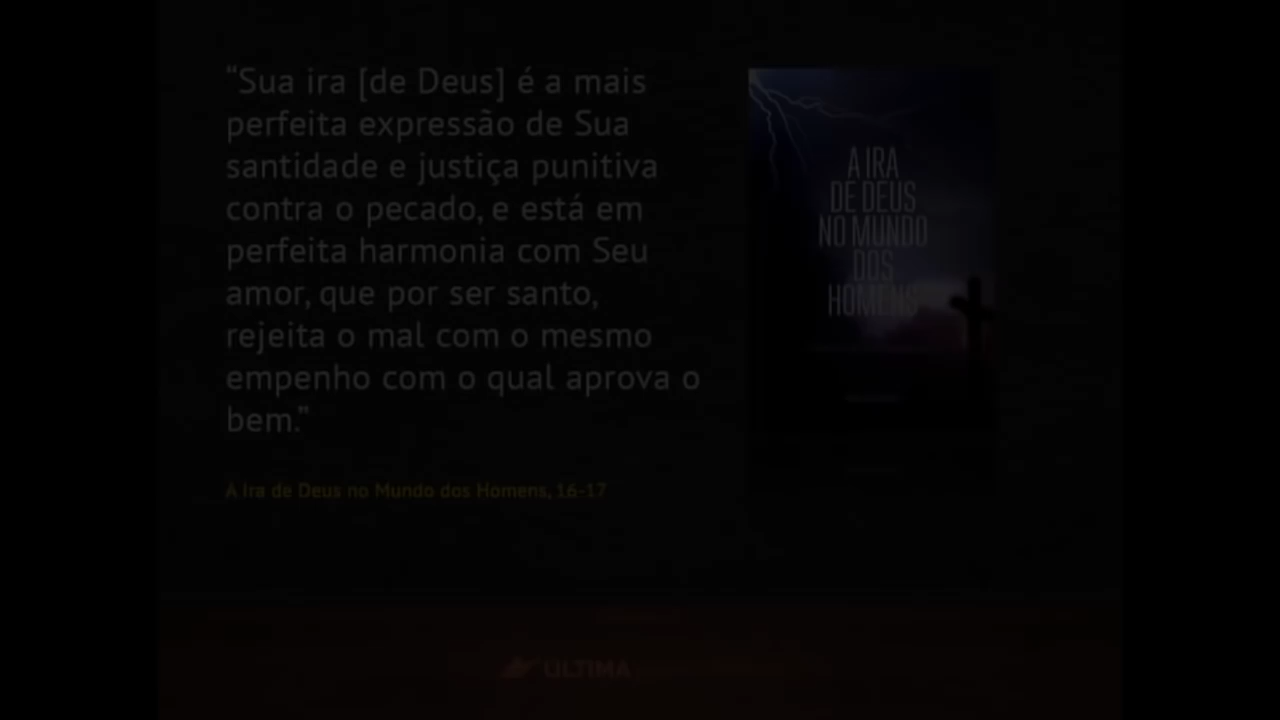 “Sua ira [de Deus] é a mais
perfeita expressão de Sua
santidade e justiça punitiva
contra o pecado, e está em
perfeita harmonia com Seu
amor, que por ser santo,
rejeita o mal com o mesmo
empenho com o qual aprova o
bem.”
A Ira de Deus no Mundo dos Homens, 16-17
A IRA
DE DEUS
NO MUNDO
DOS
HOMENS
ÚLTIMA